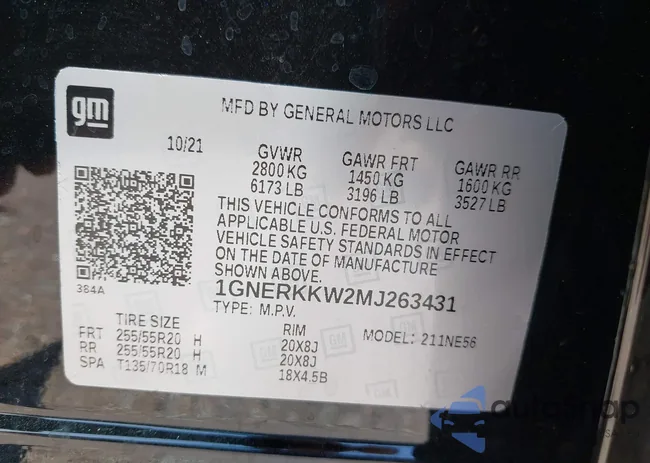 gm
MFD BY GENERAL MOTORS LLC
10/21 GVWR GAWR FRT GAWR RR
2800 KG 1450 KG 1600 KG
6173 LB 3196 LB 3527 LB
THIS VEHICLE CONFORMS TO ALL
APPLICABLE U.S. FEDERAL MOTOR
VEHICLE SAFETY STANDARDS IN EFFECT
ON THE DATE OF MANUFACTURE
SHOWN ABOVE.
384A
1GNERKKW2MJ263431
TYPE: M.P.V.
TIRE SIZE RIM MODEL: 211NE56
FRT 255/55R20 H 20X8J
RR 255/55R20 H 20X8J
SPA T135/70R18 M 18X4.5B